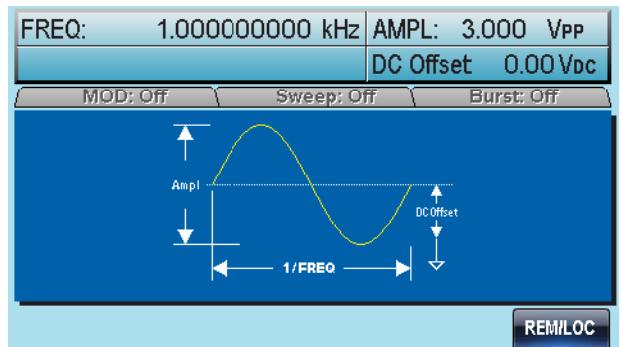 FREQ: 1.000000000 kHz AMPL: 3.000 VPP
DC Offset 0.00 VDC
MOD: Off Sweep: Off Burst: Off
Ampl
DC Offset
1/FREQ
REM/LOC